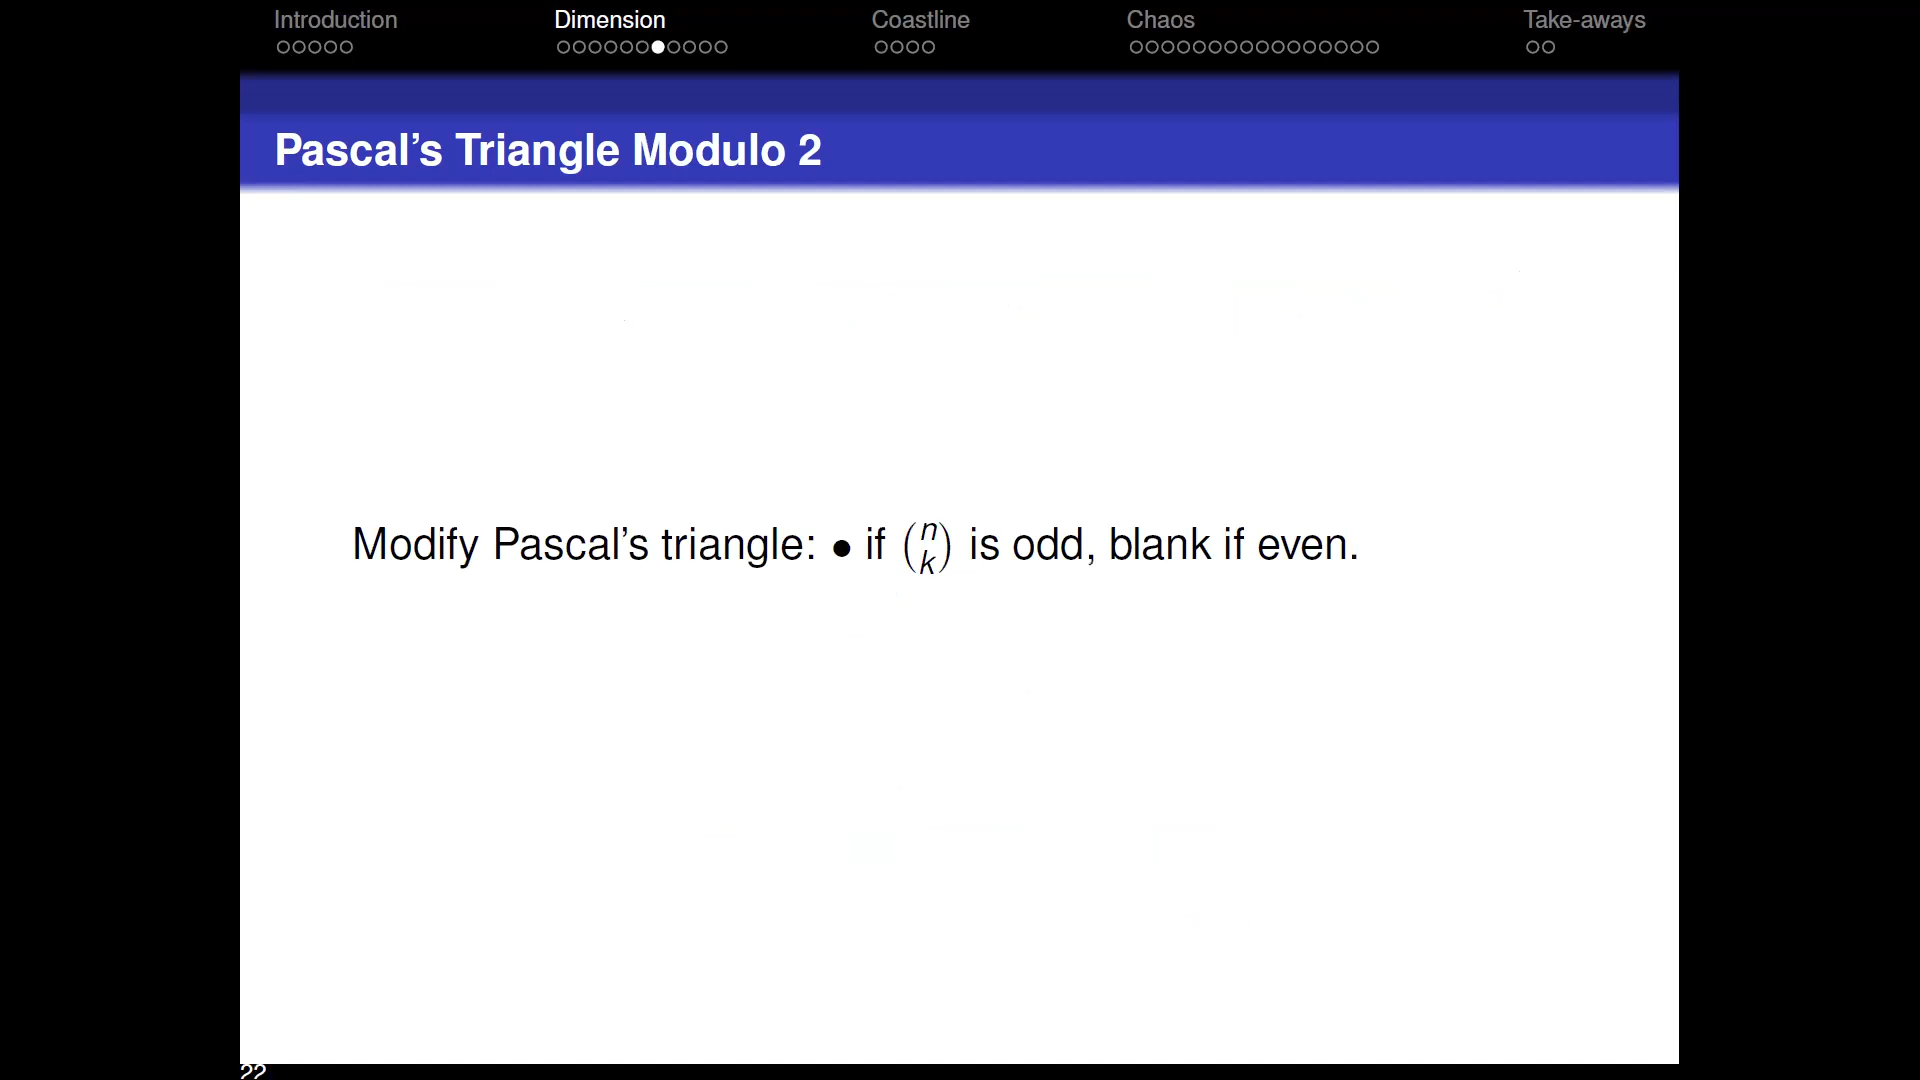 Introduction Dimension Coastline Chaos Take-aways
Pascal's Triangle Modulo 2
Modify Pascal's triangle: • if (n k) is odd, blank if even.
??